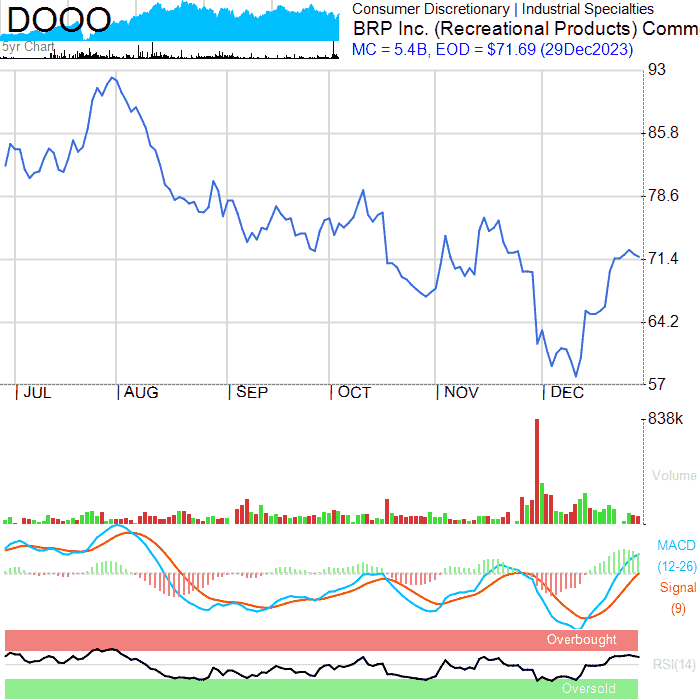 DOOO
5yr Chart
Consumer Discretionary | Industrial Specialties
BRP Inc. (Recreational Products) Comm
MC = 5.4B, EOD = $71.69 (29Dec2023)
93
85.8
78.6
71.4
64.2
57
JUL AUG SEP OCT NOV DEC
838k
Volume
MACD
(12-26)
Signal
(9)
Overbought
RSI(14)
Oversold